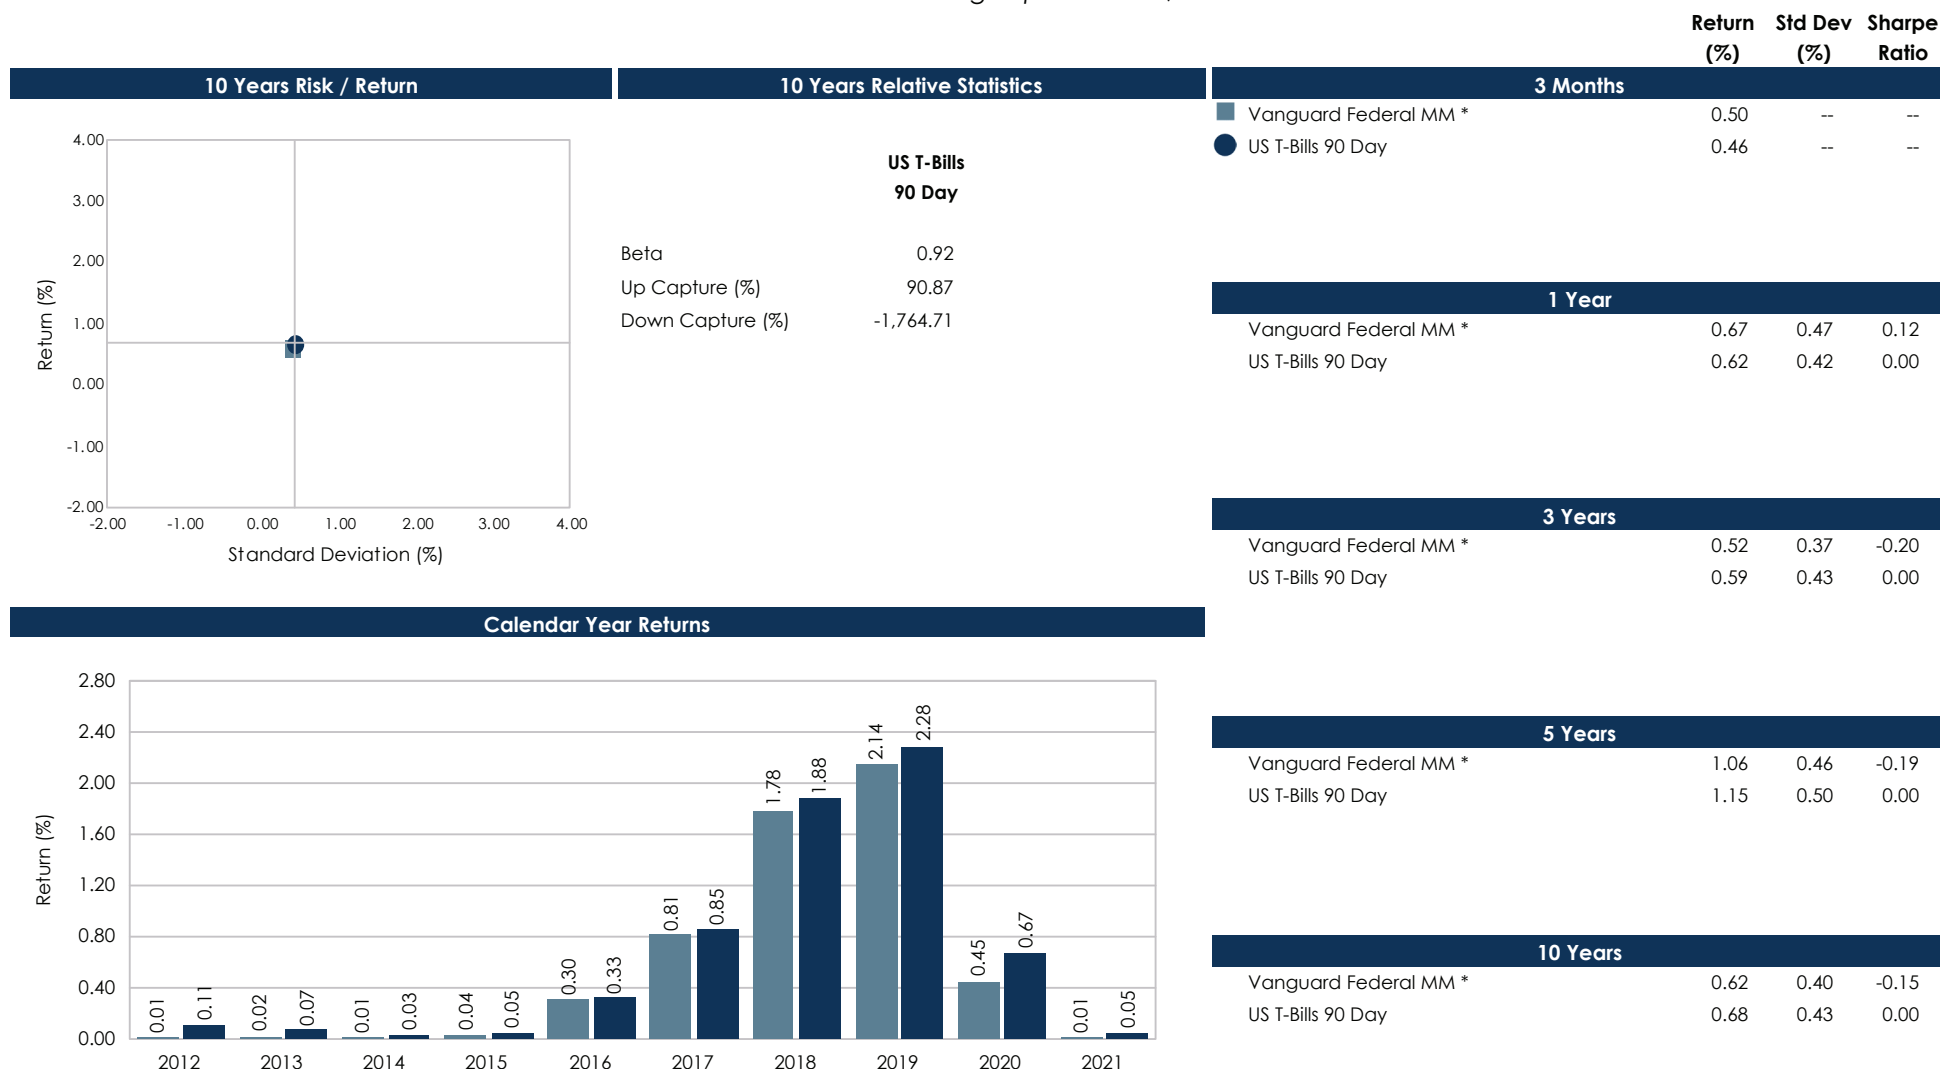 Return Std Dev Sharpe
(%) (%) Ratio
10 Years Risk / Return
4.00
3.00
2.00
1.00
0.00
-1.00
-2.00
Return (%)
-2.00 -1.00 0.00 1.00 2.00 3.00 4.00
Standard Deviation (%)
10 Years Relative Statistics
US T-Bills
90 Day
Beta 0.92
Up Capture (%) 90.87
Down Capture (%) -1,764.71
3 Months
Vanguard Federal MM * 0.50 -- --
US T-Bills 90 Day 0.46 -- --
1 Year
Vanguard Federal MM * 0.67 0.47 0.12
US T-Bills 90 Day 0.62 0.42 0.00
3 Years
Vanguard Federal MM * 0.52 0.37 -0.20
US T-Bills 90 Day 0.59 0.43 0.00
5 Years
Vanguard Federal MM * 1.06 0.46 -0.19
US T-Bills 90 Day 1.15 0.50 0.00
10 Years
Vanguard Federal MM * 0.62 0.40 -0.15
US T-Bills 90 Day 0.68 0.43 0.00
Calendar Year Returns
2.80
2.40
2.00
1.60
1.20
0.80
0.40
0.00
Return (%)
0.01 0.11 0.02 0.07 0.01 0.03 0.04 0.05 0.30 0.33 0.81 0.85 1.78 1.88 2.14 2.28 0.45 0.67 0.01 0.05
2012 2013 2014 2015 2016 2017 2018 2019 2020 2021